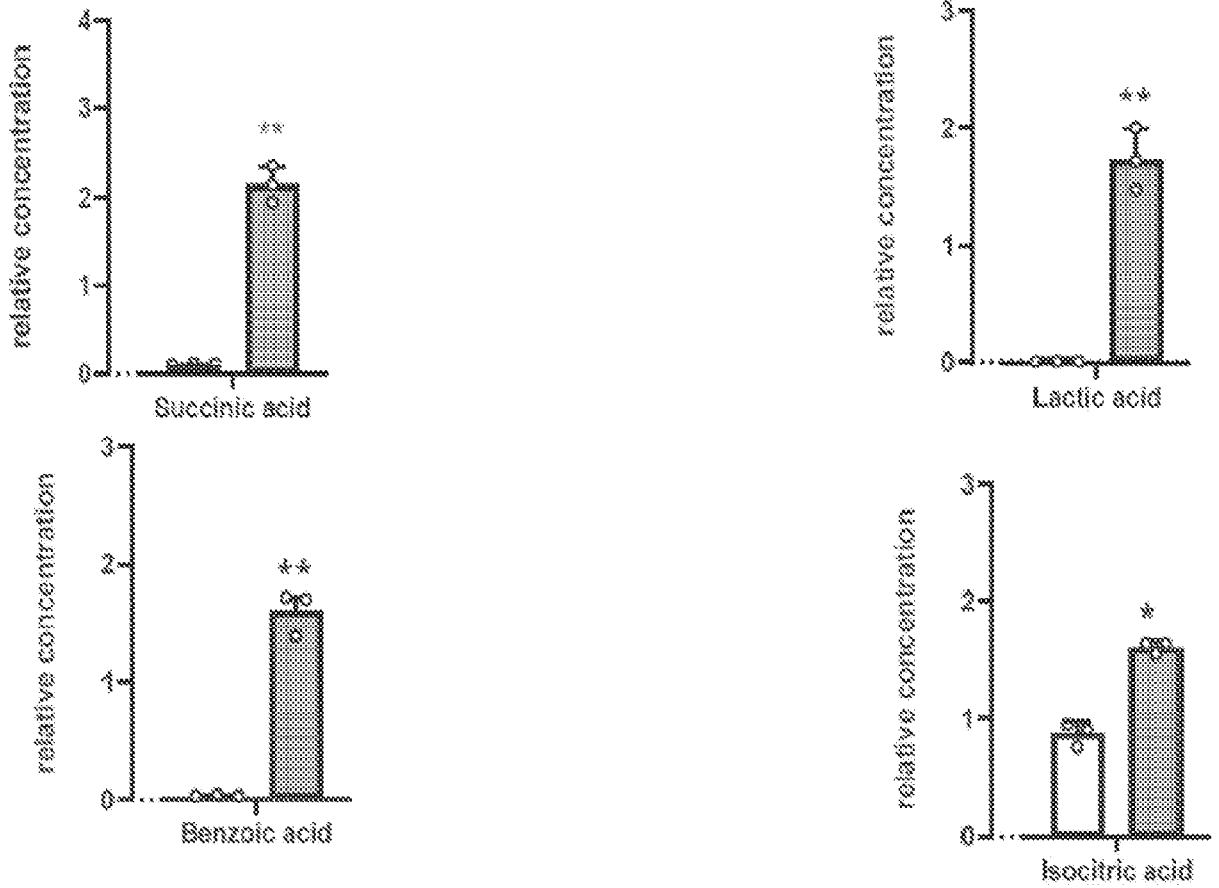 relative concentration
4
3
2
1
0
**
Succinic acid
relative concentration
3
2
1
0
**
Lactic acid
relative concentration
3
2
1
0
**
Benzoic acid
relative concentration
3
2
1
0
*
Isocitric acid